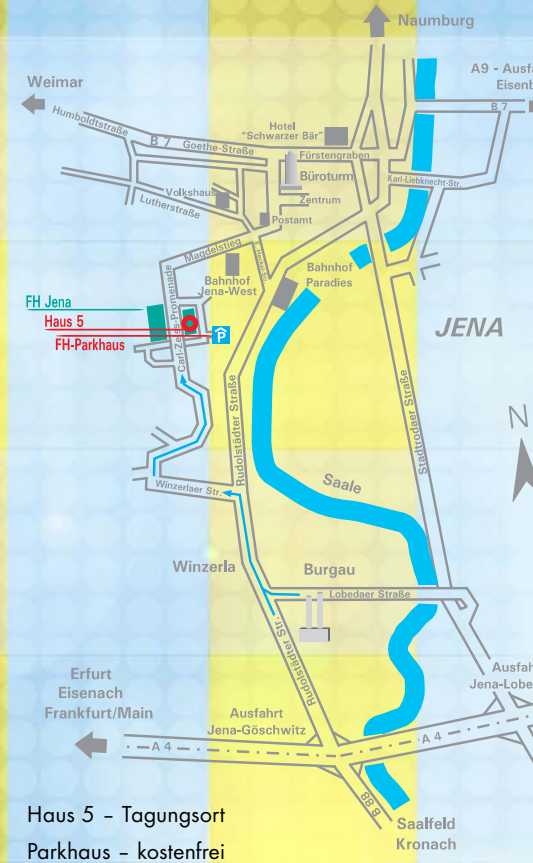 Naumburg
A9 - Ausfa
Eisenb
Weimar
B 7
Humboldtstraße
B 7
Goethe-Straße
Hotel
"Schwarzer Bär"
Fürstengraben
Büroturm
Karl-Liebknecht-Str.
Volkshaus
Lutherstraße
Zentrum
Postamt
Magdelstieg
Bahnhof
Jena-West
Bahnhof
Paradies
FH Jena
Haus 5
FH-Parkhaus
P
Carl-Zeiss-Promenade
JENA
N
Rudolstädter Straße
Stadtrodaer Straße
Saale
Winzerlaer Str.
Winzerla
Burgau
Lobedaer Straße
Rudolstädter Str.
Ausfah
Jena-Lobe
Erfurt
Eisenach
Frankfurt/Main
Ausfahrt
Jena-Göschwitz
A 4
A 4
B 88
Saalfeld
Kronach
Haus 5 – Tagungsort
Parkhaus – kostenfrei